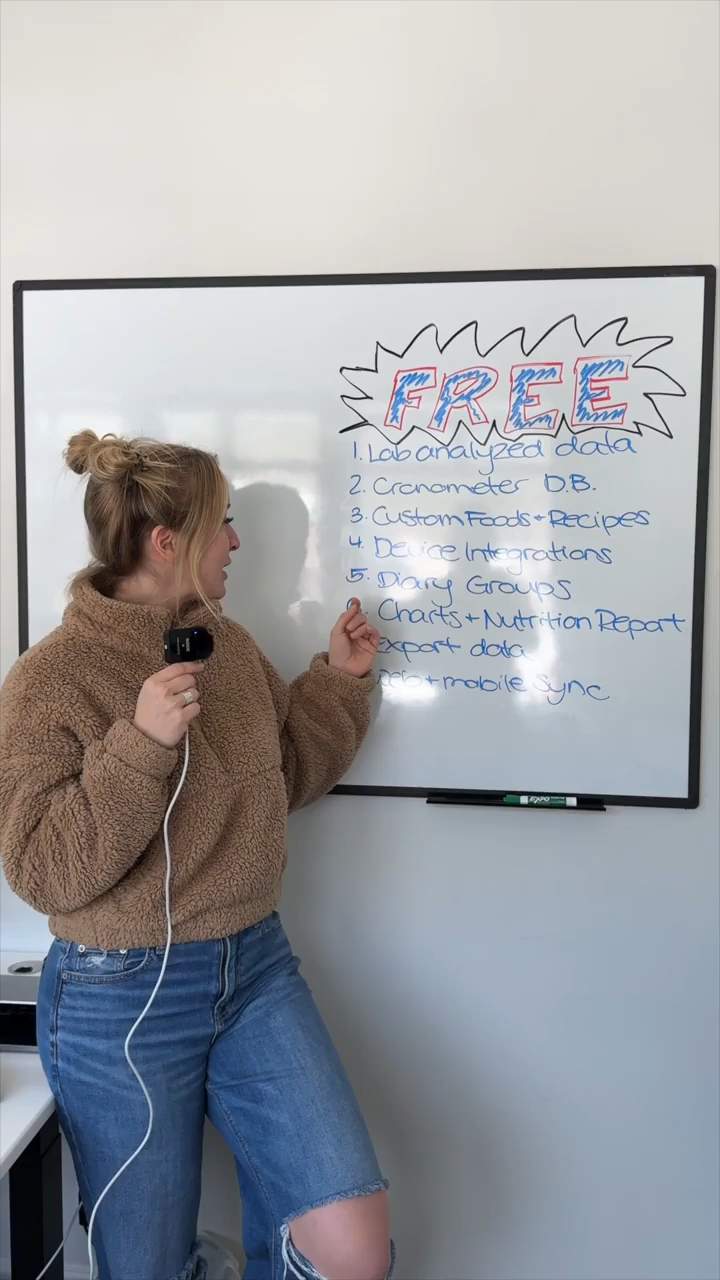 FREE
1. Lab analyzed data
2. Cronometer D.B.
3. Custom Foods + Recipes
4. Device Integrations
5. Diary Groups
Charts + Nutrition Report
Export data
+ mobile Sync
EXPO